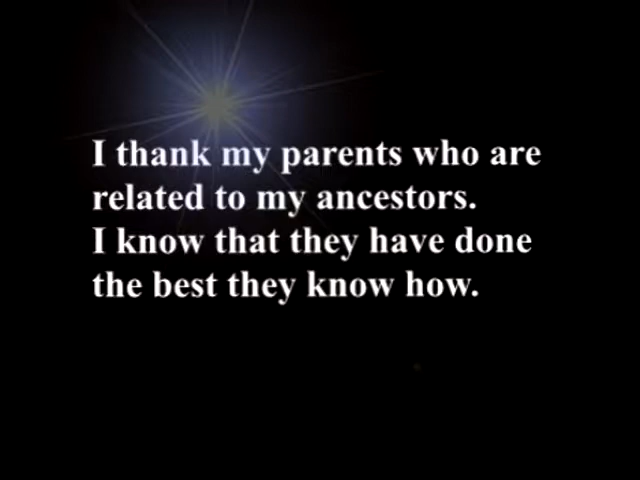 I thank my parents who are
related to my ancestors.
I know that they have done
the best they know how.